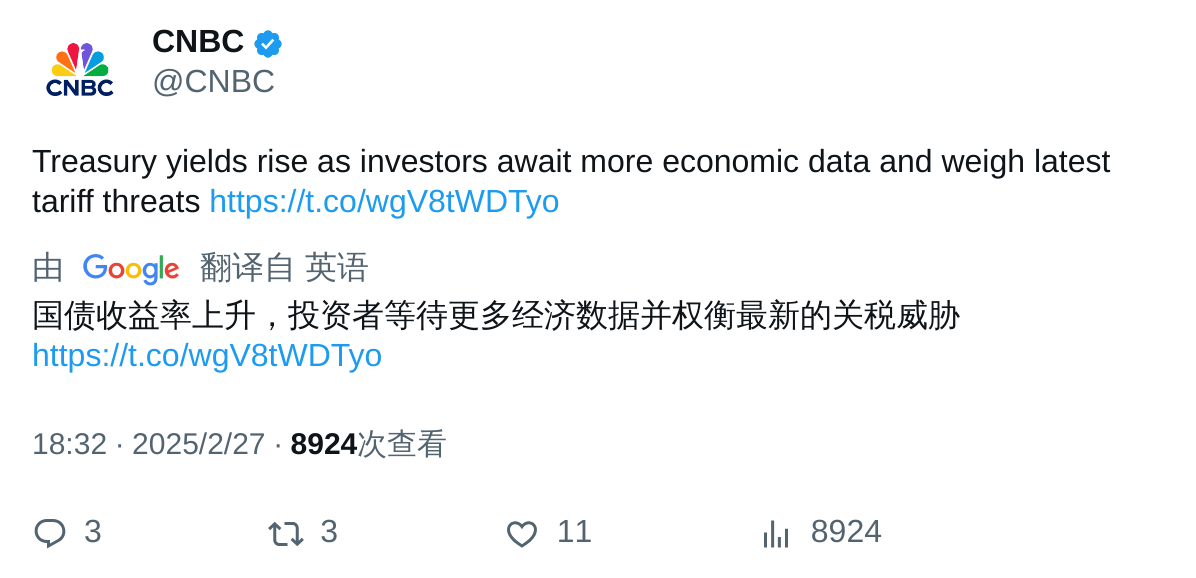 CNBC
CNBC
@CNBC
Treasury yields rise as investors await more economic data and weigh latest
tariff threats https://t.co/wgV8tWDTyo
由 Google 翻译自 英语
国债收益率上升，投资者等待更多经济数据并权衡最新的关税威胁
https://t.co/wgV8tWDTyo
18:32 · 2025/2/27 · 8924次查看
3 3 11 8924